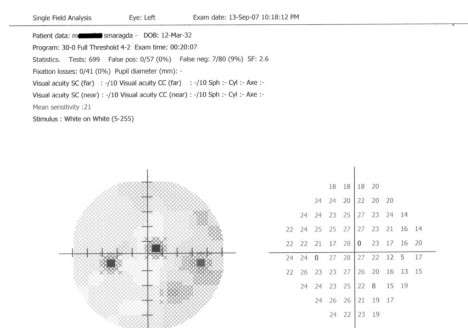 Single Field Analysis Eye: Left Exam date: 13-Sep-07 10:18:12 PM
Patient data: m smaragda - DOB: 12-Mar-32
Program: 30-0 Full Threshold 4-2 Exam time: 00:20:07
Statistics. Tests: 699 False pos: 0/57 (0%) False neg: 7/80 (9%) SF: 2.6
Fixation losses: 0/41 (0%) Pupil diameter (mm): -
Visual acuity SC (far) : -/10 Visual acuity CC (far) : -/10 Sph :- Cyl :- Axe :-
Visual acuity SC (near) : -/10 Visual acuity CC (near) : -/10 Sph :- Cyl :- Axe :-
Mean sensitivity :21
Stimulus : White on White (5-255)
18 18 18 20
24 24 20 22 20 20
24 24 23 25 27 23 24 14
22 24 25 25 27 27 23 21 16 14
22 22 21 17 28 0 23 17 16 20
24 24 0 27 28 27 22 12 5 17
22 26 23 23 27 26 20 16 13 15
24 24 23 25 22 8 15 19
24 26 26 21 19 17
24 22 23 19